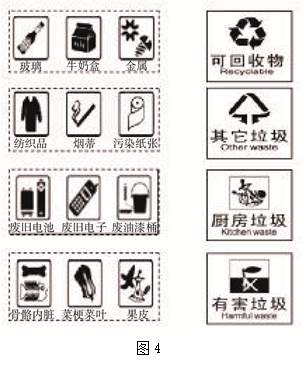 玻璃 牛奶盒 金属
可回收物
Recyclable
纺织品 烟蒂 污染纸张
其它垃圾
Other waste
废旧电池 废旧电子 废油漆桶
厨房垃圾
Kitchen waste
骨骼内脏 菜梗菜叶 果皮
有害垃圾
Harmful waste
图 4